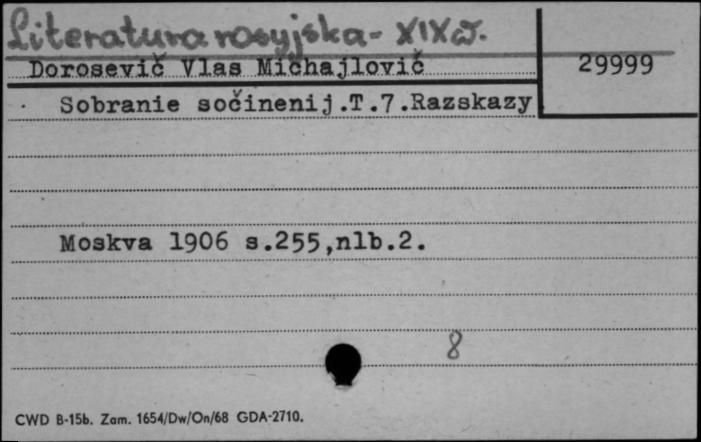 Literatura rosyjska - XIX w.
Dorosevič Vlas Michajlovič
29999
Sobranie sočinenij.T.7.Razskazy
Moskva 1906 s.255,nlb.2.
8
CWD B-15b. Zam. 1654/Dw/On/68 GDA-2710.